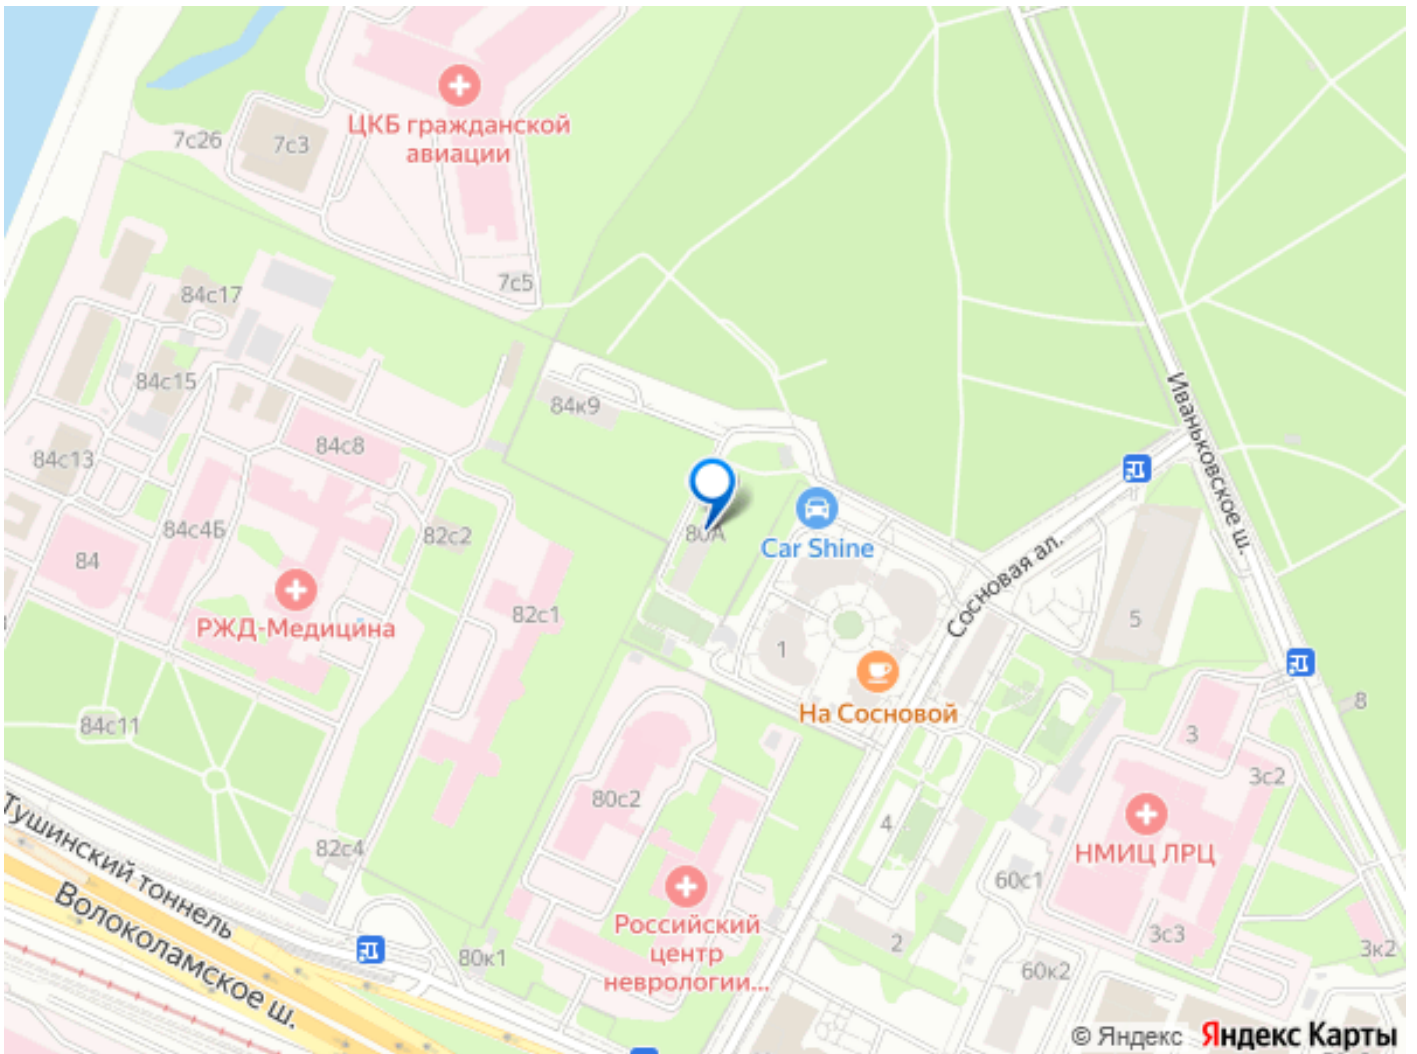 ЦКБ гражданской
авиации
7с26
7с3
7с5
84с17
84с15
84к9
84с8
84с13
Иваньковское ш.
84с4Б
82с2
80А
Car Shine
84
Сосновая ал.
РЖД-Медицина
82с1
5
1
84с11
На Сосновой
8
3
3с2
80с2
4
82с4
НМИЦ ЛРЦ
60с1
Тушинский тоннель
Волоколамское ш.
Российский
центр
неврологии...
80к1
2
3с3
3к2
60к2
© Яндекс Яндекс Карты